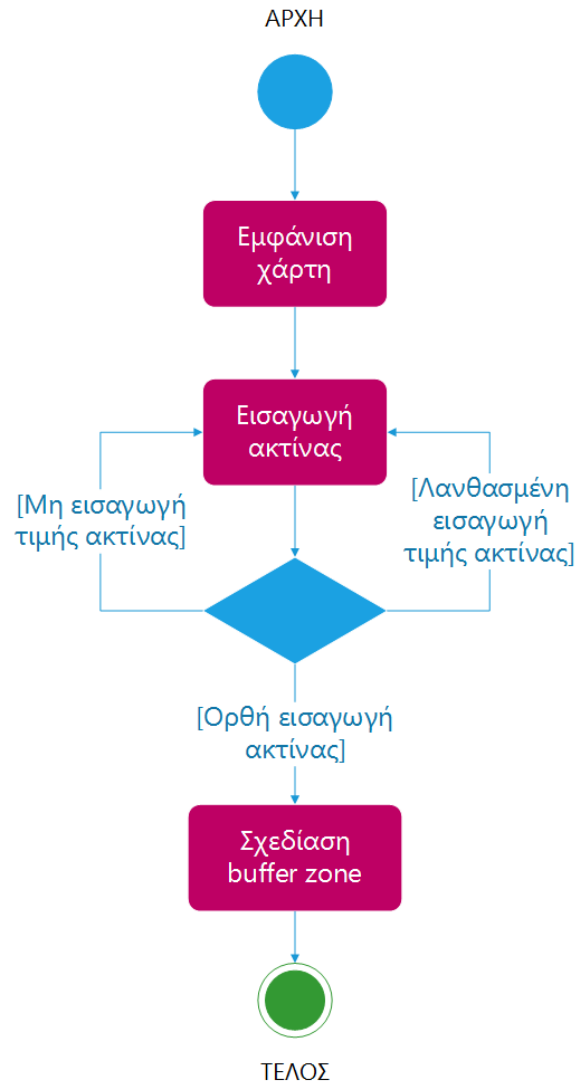 ΑΡΧΗ
Εμφάνιση
χάρτη
Εισαγωγή
ακτίνας
[Μη εισαγωγή
τιμής ακτίνας]
[Λανθασμένη
εισαγωγή
τιμής ακτίνας]
[Ορθή εισαγωγή
ακτίνας]
Σχεδίαση
buffer zone
ΤΕΛΟΣ